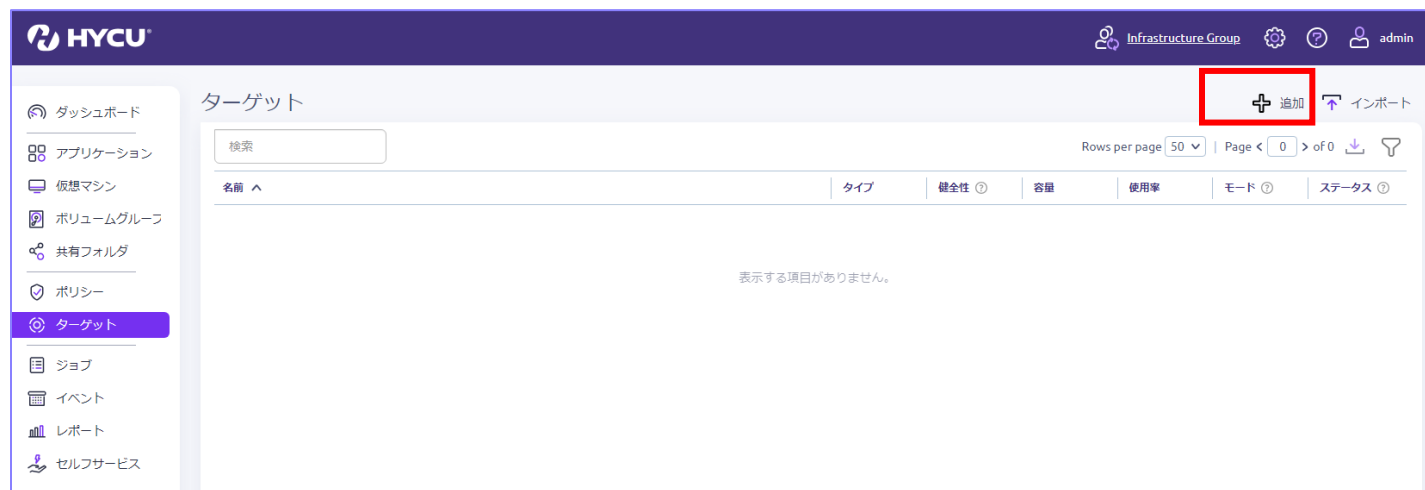 HYCU
Infrastructure Group
admin
ダッシュボード
アプリケーション
仮想マシン
ボリュームグループ
共有フォルダ
ポリシー
ターゲット
ジョブ
イベント
レポート
セルフサービス
ターゲット
追加
インポート
検索
Rows per page 50 | Page < 0 > of 0
名前 タイプ 健全性 ? 容量 使用率 モード ? ステータス ?
表示する項目がありません。